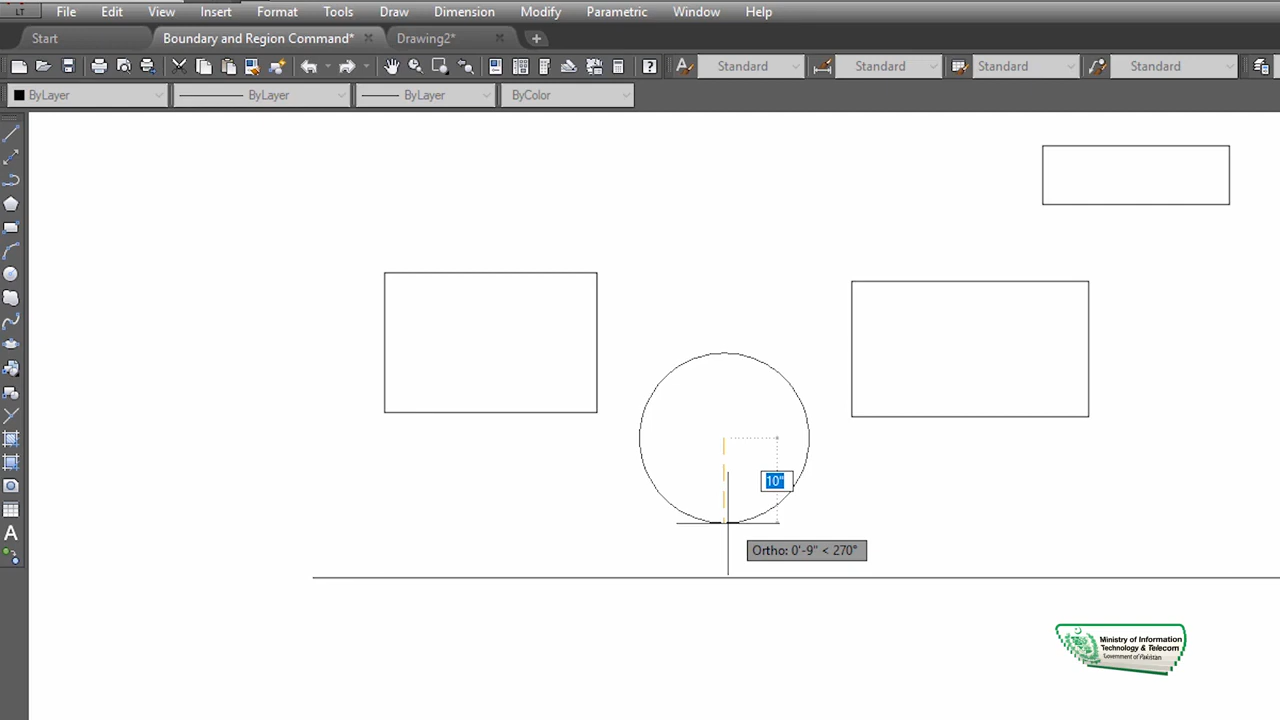 LT File Edit View Insert Format Tools Draw Dimension Modify Parametric Window Help
Start Boundary and Region Command* Drawing2*
Standard Standard Standard Standard
ByLayer ByLayer ByLayer ByColor
10"
Ortho: 0'-9" < 270°
A
Ministry of Information
Technology & Telecom
Government of Pakistan